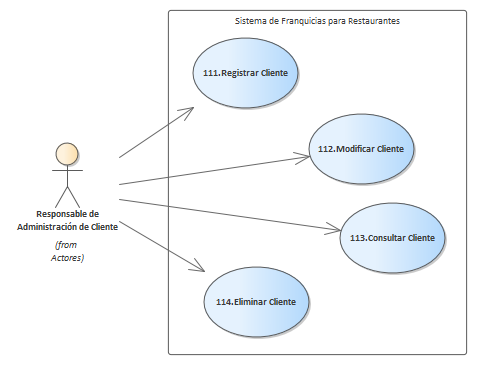 Sistema de Franquicias para Restaurantes
111.Registrar Cliente
112.Modificar Cliente
113.Consultar Cliente
114.Eliminar Cliente
Responsable de
Administración de Cliente
(from
Actores)